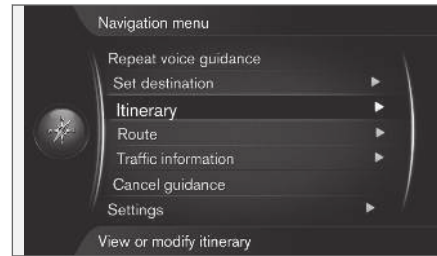 Navigation menu
Repeat voice guidance
Set destination
Itinerary
Route
Traffic information
Cancel guidance
Settings
View or modify itinerary